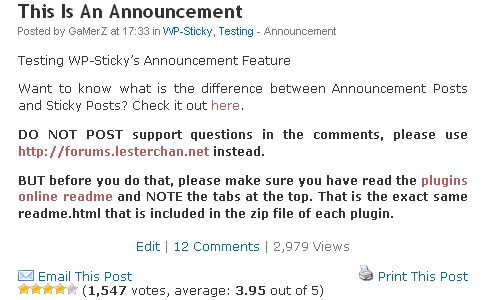 This Is An Announcement
Posted by GaMerZ at 17:33 in WP-Sticky, Testing - Announcement
Testing WP-Sticky's Announcement Feature
Want to know what is the difference between Announcement Posts
and Sticky Posts? Check it out here.
DO NOT POST support questions in the comments, please use
http://forums.lesterchan.net instead.
BUT before you do that, please make sure you have read the plugins
online readme and NOTE the tabs at the top. That is the exact same
readme.html that is included in the zip file of each plugin.
Edit | 12 Comments | 2,979 Views
Email This Post Print This Post
(1,547 votes, average: 3.95 out of 5)